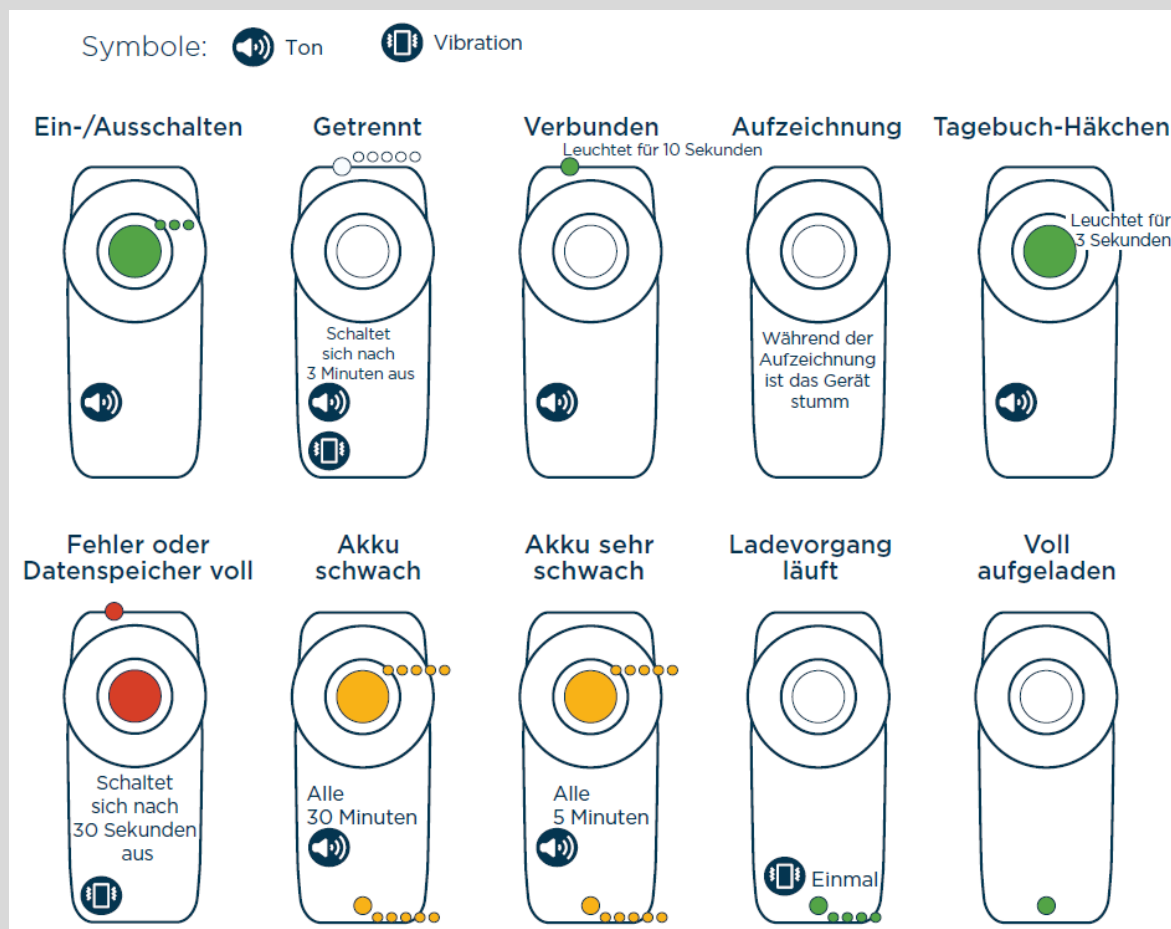 Symbole: Ton Vibration
Ein-/Ausschalten
Getrennt
Schaltet
sich nach
3 Minuten aus
Verbunden
Leuchtet für 10 Sekunden
Aufzeichnung
Während der
Aufzeichnung
ist das Gerät
stumm
Tagebuch-Häkchen
Leuchtet für
3 Sekunden
Fehler oder
Datenspeicher voll
Schaltet
sich nach
30 Sekunden
aus
Akku
schwach
Alle
30 Minuten
Akku sehr
schwach
Alle
5 Minuten
Ladevorgang
läuft
Einmal
Voll
aufgeladen